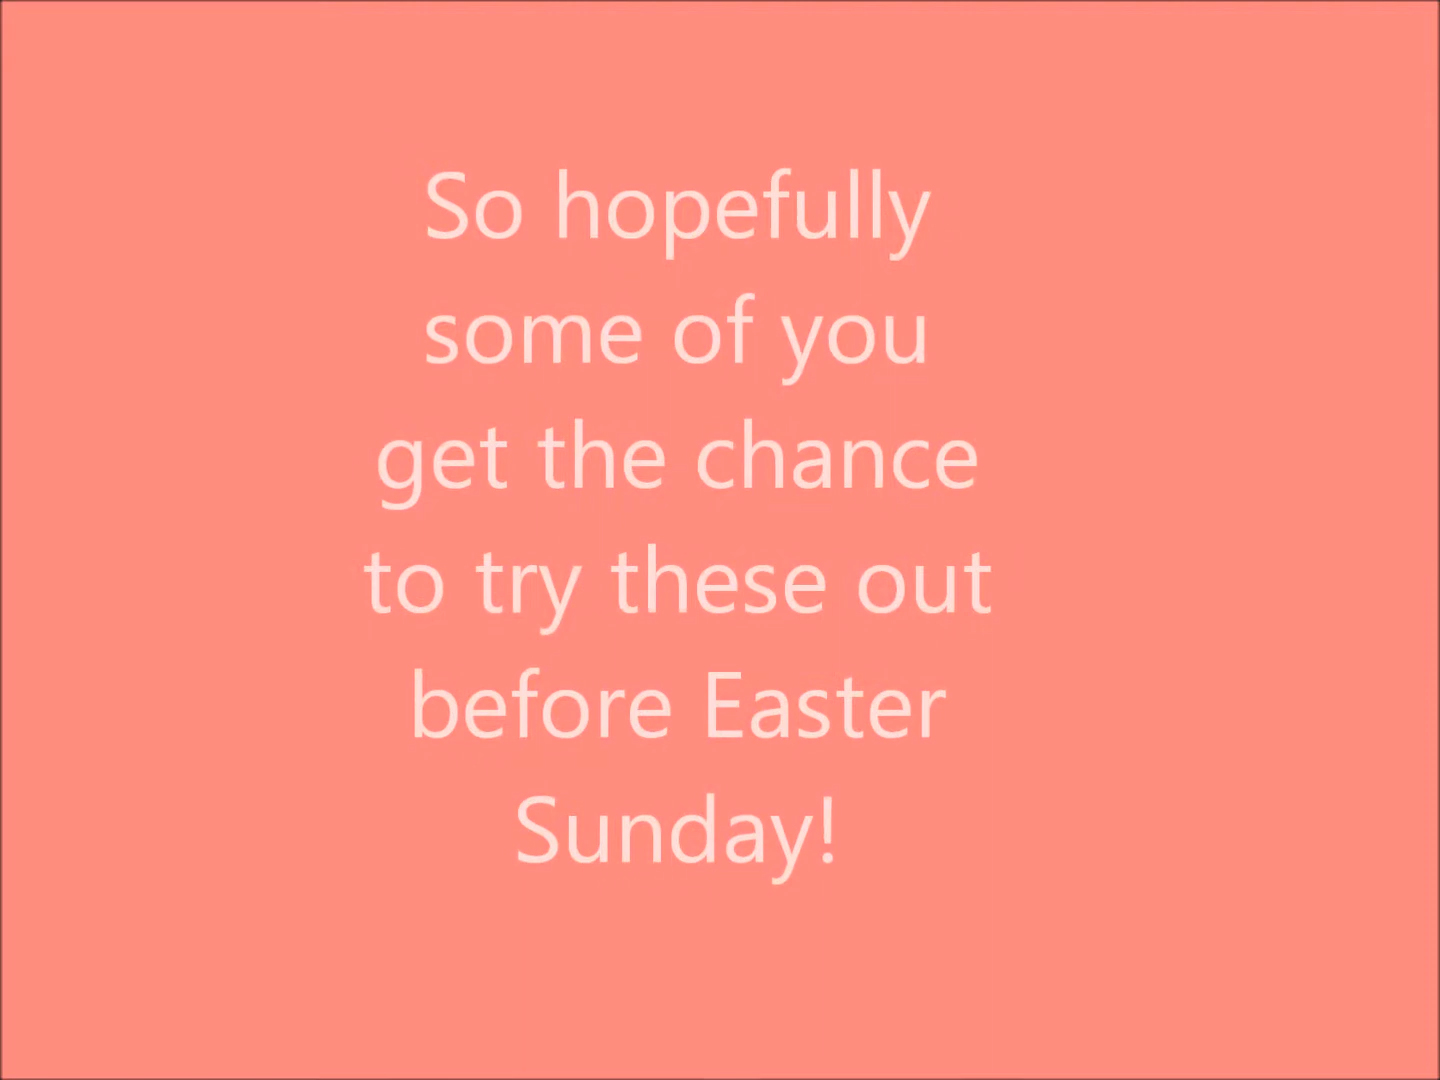 So hopefully
some of you
get the chance
to try these out
before Easter
Sunday!